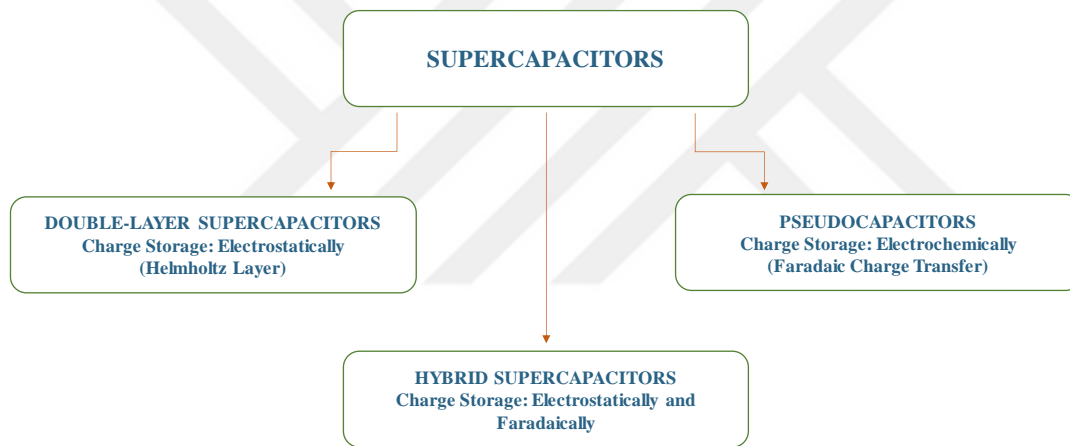 SUPERCAPACITORS
DOUBLE-LAYER SUPERCAPACITORS
Charge Storage: Electrostatically
(Helmholtz Layer)
PSEUDOCAPACITORS
Charge Storage: Electrochemically
(Faradaic Charge Transfer)
HYBRID SUPERCAPACITORS
Charge Storage: Electrostatically and
Faradaically